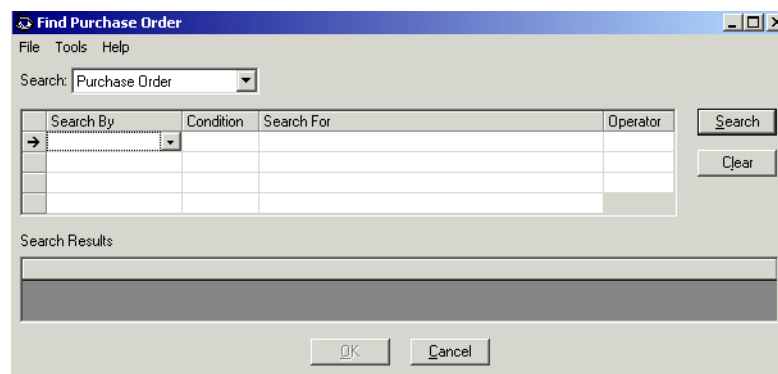 Find Purchase Order
File Tools Help
Search: Purchase Order
Search By Condition Search For Operator
Search
Clear
Search Results
OK Cancel